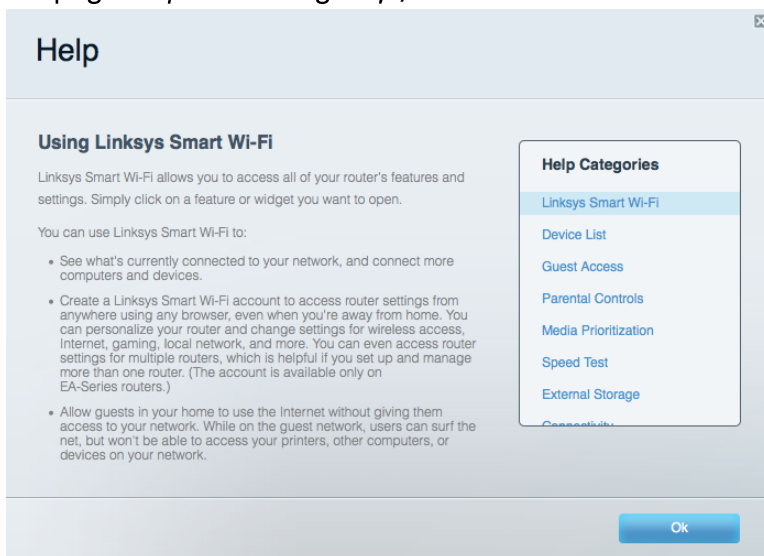 Help
Using Linksys Smart Wi-Fi
Linksys Smart Wi-Fi allows you to access all of your router's features and
settings. Simply click on a feature or widget you want to open.
You can use Linksys Smart Wi-Fi to:
• See what's currently connected to your network, and connect more
computers and devices.
• Create a Linksys Smart Wi-Fi account to access router settings from
anywhere using any browser, even when you're away from home. You
can personalize your router and change settings for wireless access,
Internet, gaming, local network, and more. You can even access router
settings for multiple routers, which is helpful if you set up and manage
more than one router. (The account is available only on
EA-Series routers.)
• Allow guests in your home to use the Internet without giving them
access to your network. While on the guest network, users can surf the
net, but won't be able to access your printers, other computers, or
devices on your network.
Help Categories
Linksys Smart Wi-Fi
Device List
Guest Access
Parental Controls
Media Prioritization
Speed Test
External Storage
Connectivity
Ok